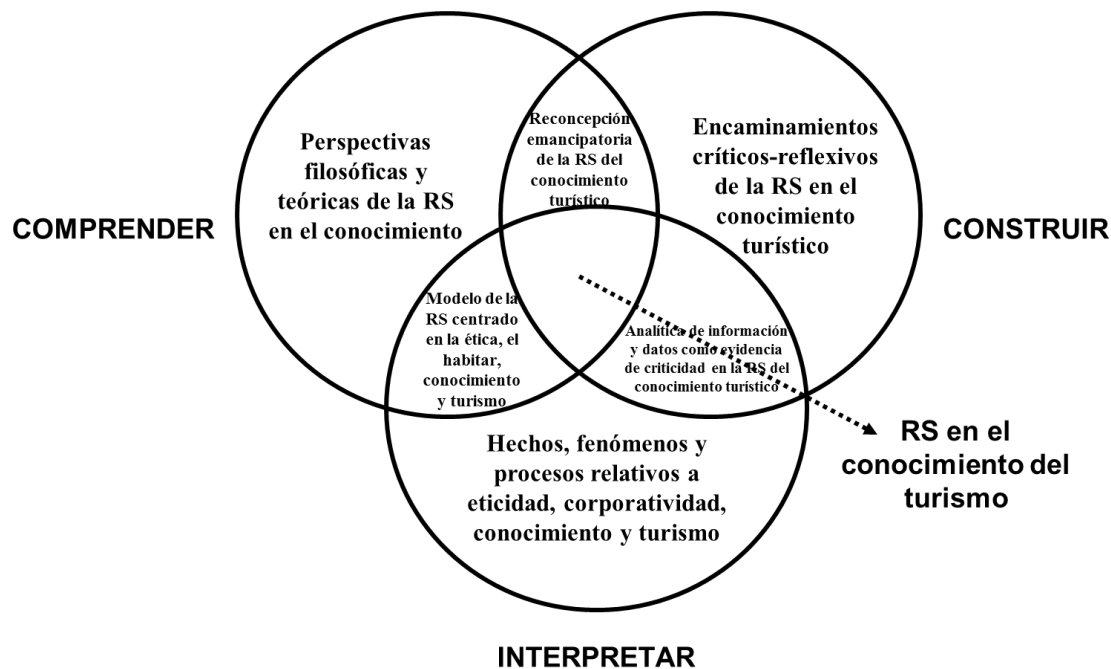 Perspectivas
filosóficas y
teóricas de la RS
en el conocimiento
Reconcepción
emancipatoria
de la RS del
conocimiento
turístico
Encaminamientos
críticos-reflexivos
de la RS en el
conocimiento
turístico
COMPRENDER
CONSTRUIR
Modelo de la
RS centrado
en la ética, el
habitar,
conocimiento
y turismo
Analítica de información
y datos como evidencia
de criticidad en la RS del
conocimiento turístico
Hechos, fenómenos y
procesos relativos a
eticidad, corporatividad,
conocimiento y turismo
RS en el
conocimiento del
turismo
INTERPRETAR